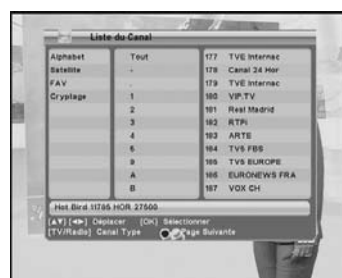 Liste du Canal
Alphabet
Satellite
FAV
Cryptage
Tout
-
.
1
2
3
4
5
9
A
B
177 TVE Internac
178 Canal 24 Hor
179 TVE Internac
180 VIP.TV
181 Real Madrid
182 RTPi
183 ARTE
184 TV5 FBS
185 TV5 EUROPE
186 EURONEWS FRA
187 VOX CH
Hot Bird 11785 HOR 27500
[▲▼] [◄►] Déplacer [OK] Sélectionner
[TV/Radio] Canal Type Page Suivante